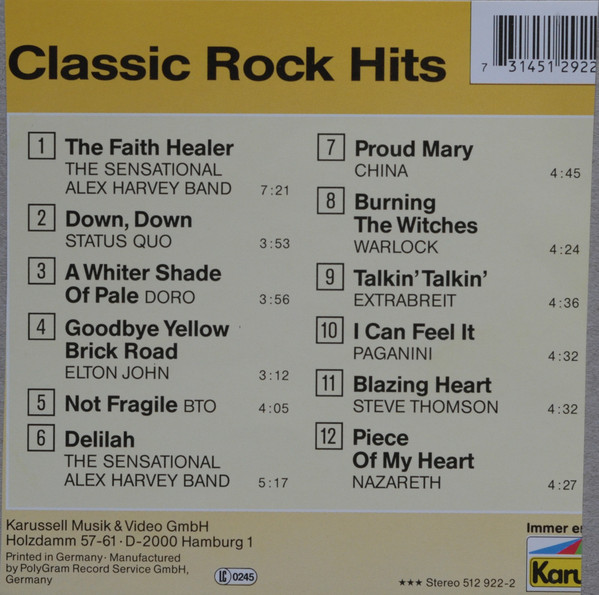 Classic Rock Hits
7 31451 2922
1 The Faith Healer
THE SENSATIONAL
ALEX HARVEY BAND 7:21
2 Down, Down
STATUS QUO 3:53
3 A Whiter Shade
Of Pale DORO 3:56
4 Goodbye Yellow
Brick Road
ELTON JOHN 3:12
5 Not Fragile BTO 4:05
6 Delilah
THE SENSATIONAL
ALEX HARVEY BAND 5:17
7 Proud Mary
CHINA 4:45
8 Burning
The Witches
WARLOCK 4:24
9 Talkin' Talkin'
EXTRABREIT 4:36
10 I Can Feel It
PAGANINI 4:32
11 Blazing Heart
STEVE THOMSON 4:32
12 Piece
Of My Heart
NAZARETH 4:27
Karussell Musik & Video GmbH
Holzdamm 57-61 · D-2000 Hamburg 1
Printed in Germany · Manufactured
by PolyGram Record Service GmbH,
Germany
LC 0245
★★★ Stereo 512 922-2
Immer
Karu